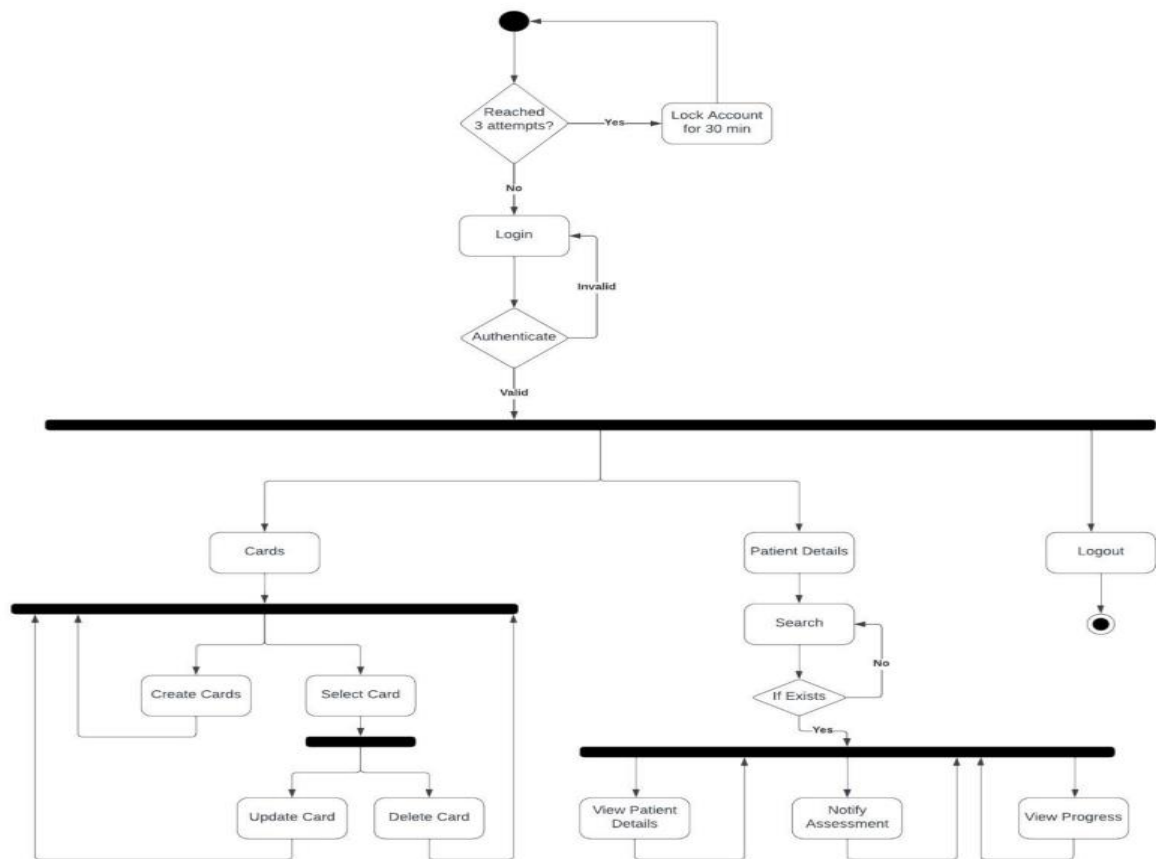 Reached
3 attempts?
Yes
Lock Account
for 30 min
No
Login
Invalid
Authenticate
Valid
Cards
Patient Details
Logout
Search
No
Create Cards
Select Card
If Exists
Yes
Update Card
Delete Card
View Patient
Details
Notify
Assessment
View Progress